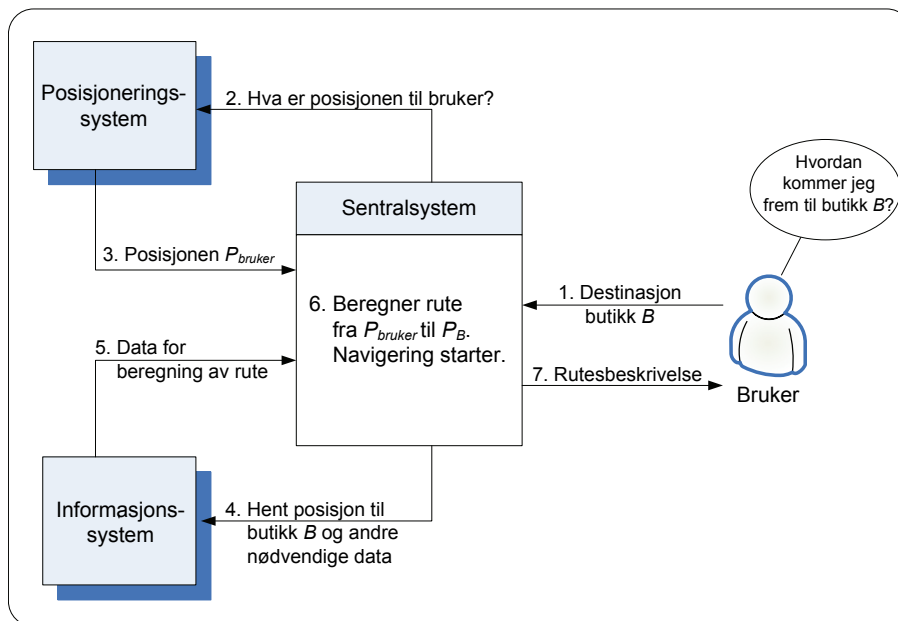 Posisjonerings-
system
2. Hva er posisjonen til bruker?
Hvordan
kommer jeg
frem til butikk B?
Sentralsystem
3. Posisjonen Pbruker
1. Destinasjon
butikk B
6. Beregner rute
fra Pbruker til PB.
Navigering starter.
5. Data for
beregning av rute
7. Rutesbeskrivelse
Bruker
Informasjons-
system
4. Hent posisjon til
butikk B og andre
nødvendige data